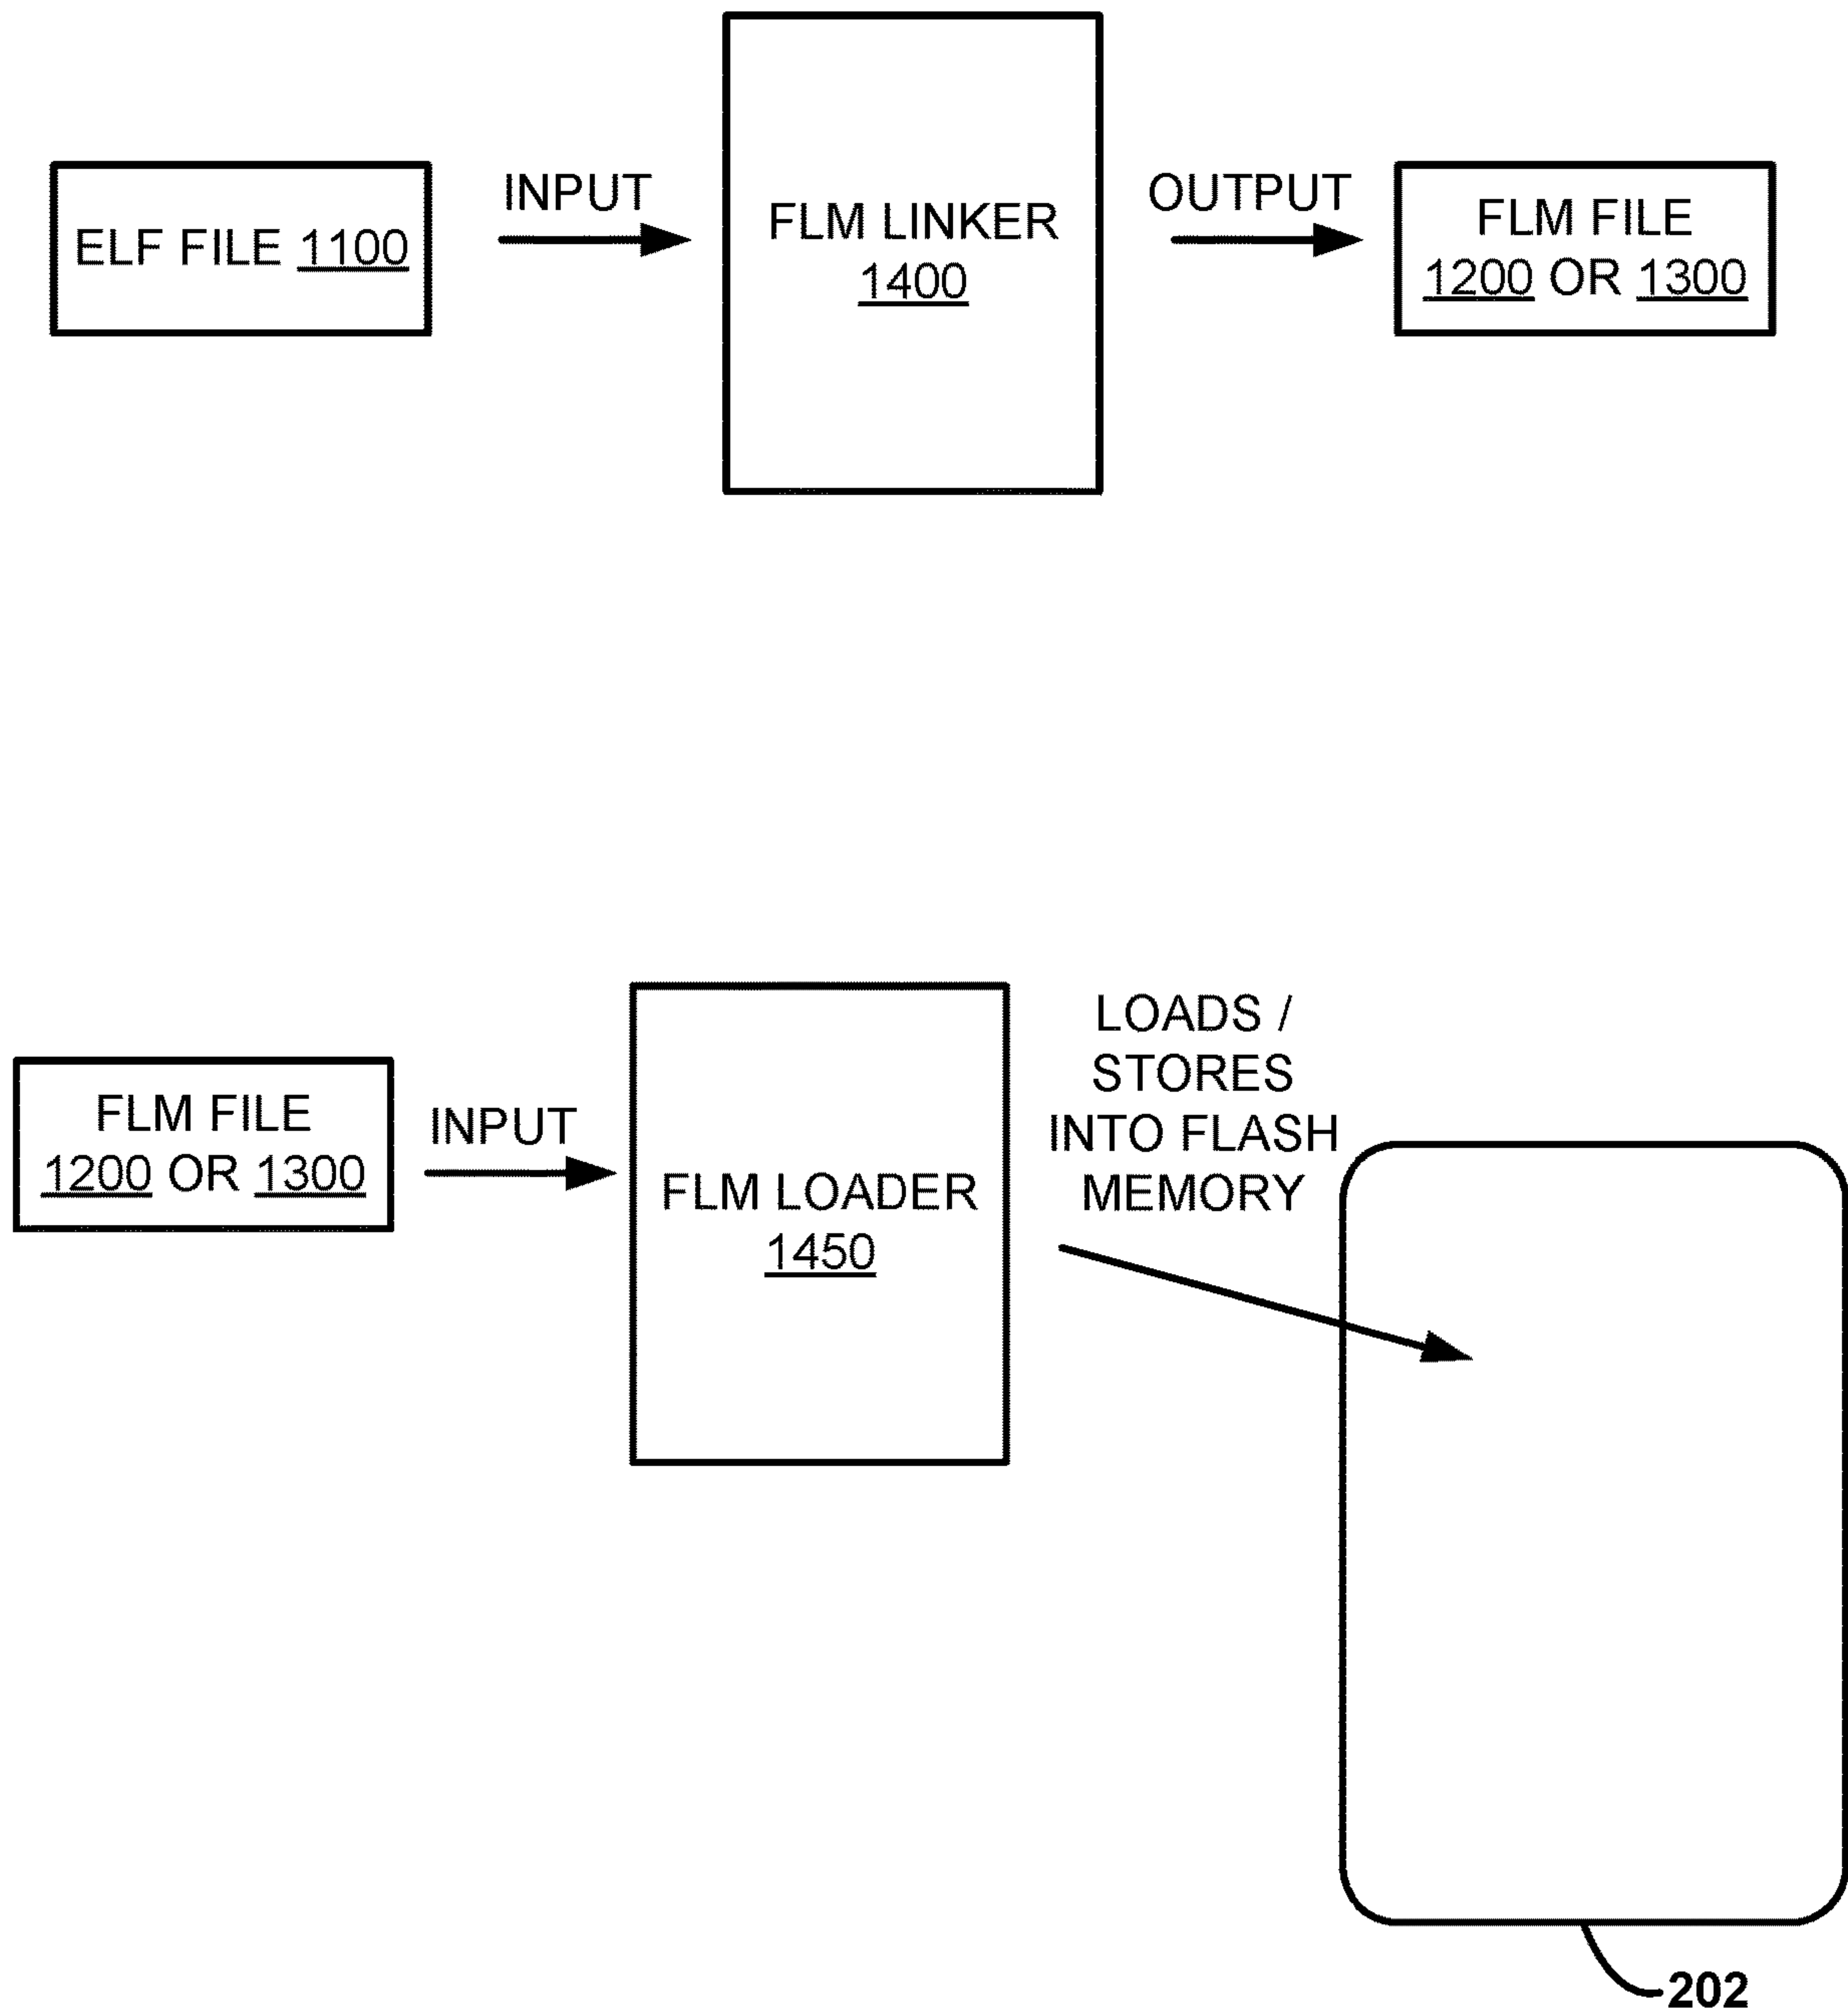 ELF FILE 1100
INPUT
FLM LINKER
1400
OUTPUT
FLM FILE
1200 OR 1300
FLM FILE
1200 OR 1300
INPUT
FLM LOADER
1450
LOADS /
STORES
INTO FLASH
MEMORY
202